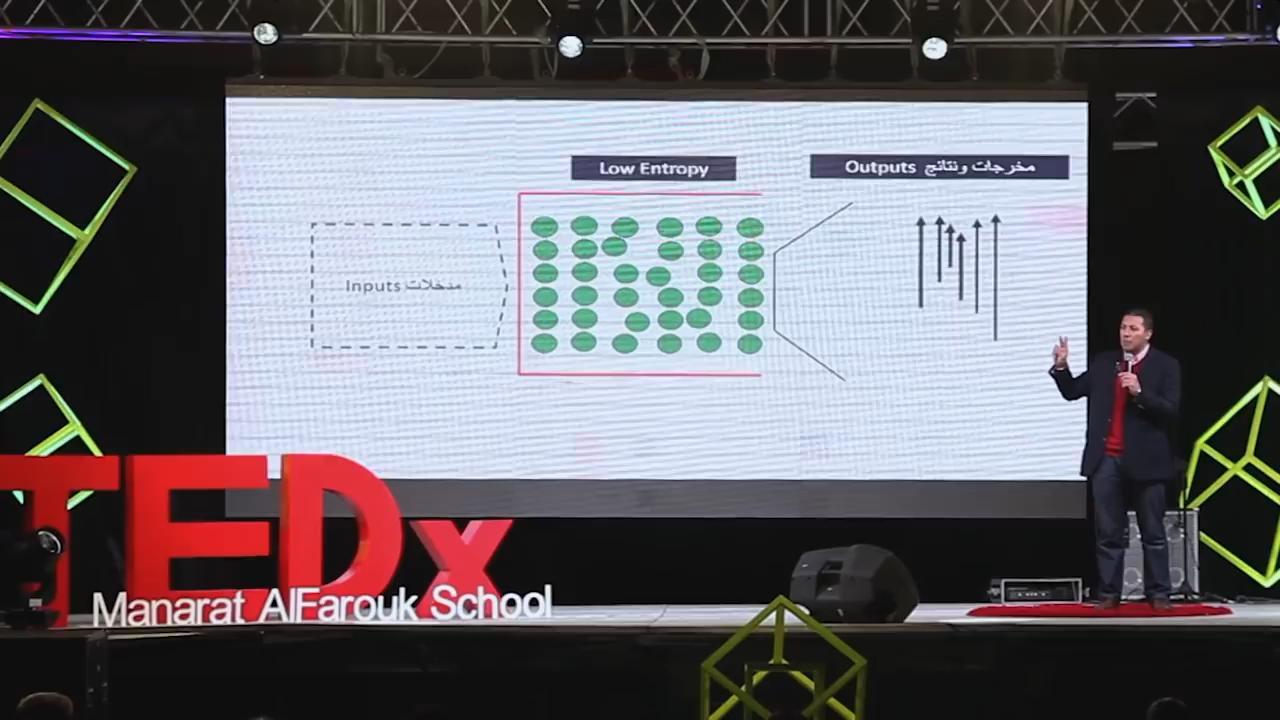 Low Entropy
Outputs مخرجات ونتائج
Inputs مدخلات
TEDx
Manarat AlFarouk School